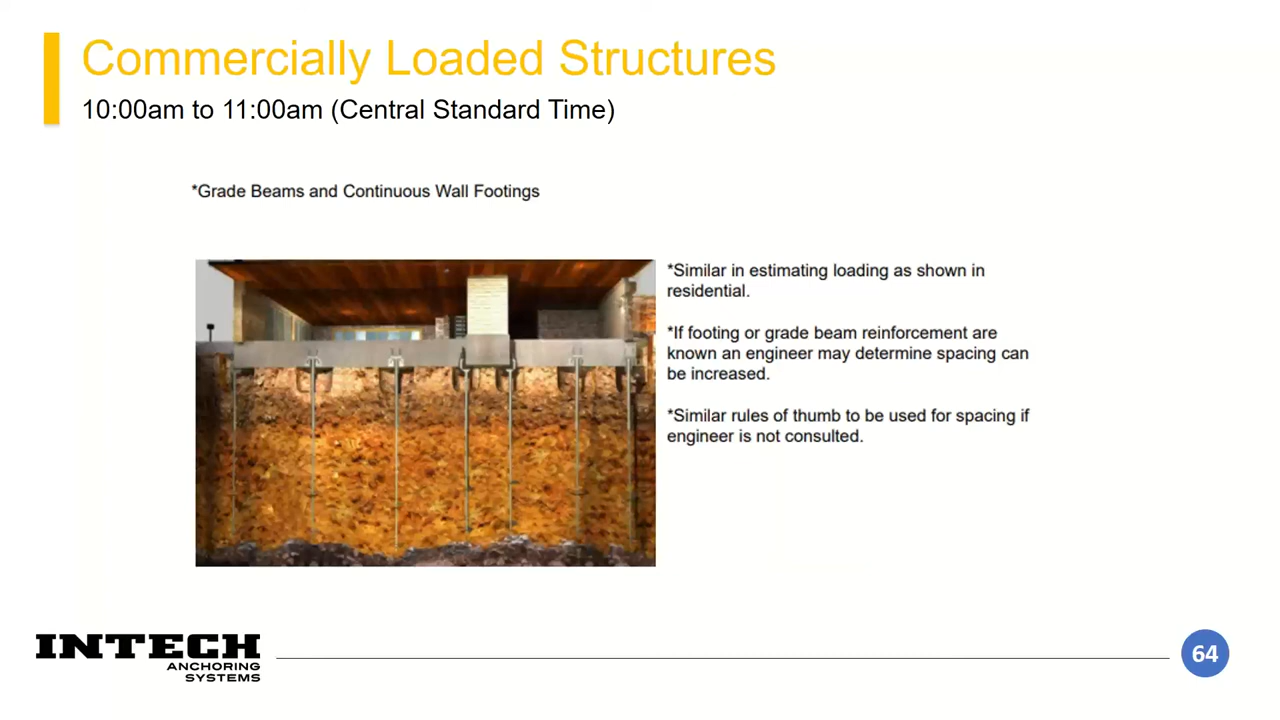 Commercially Loaded Structures
10:00am to 11:00am (Central Standard Time)
*Grade Beams and Continuous Wall Footings
*Similar in estimating loading as shown in
residential.
*If footing or grade beam reinforcement are
known an engineer may determine spacing can
be increased.
*Similar rules of thumb to be used for spacing if
engineer is not consulted.
INTECH
ANCHORING
SYSTEMS
64